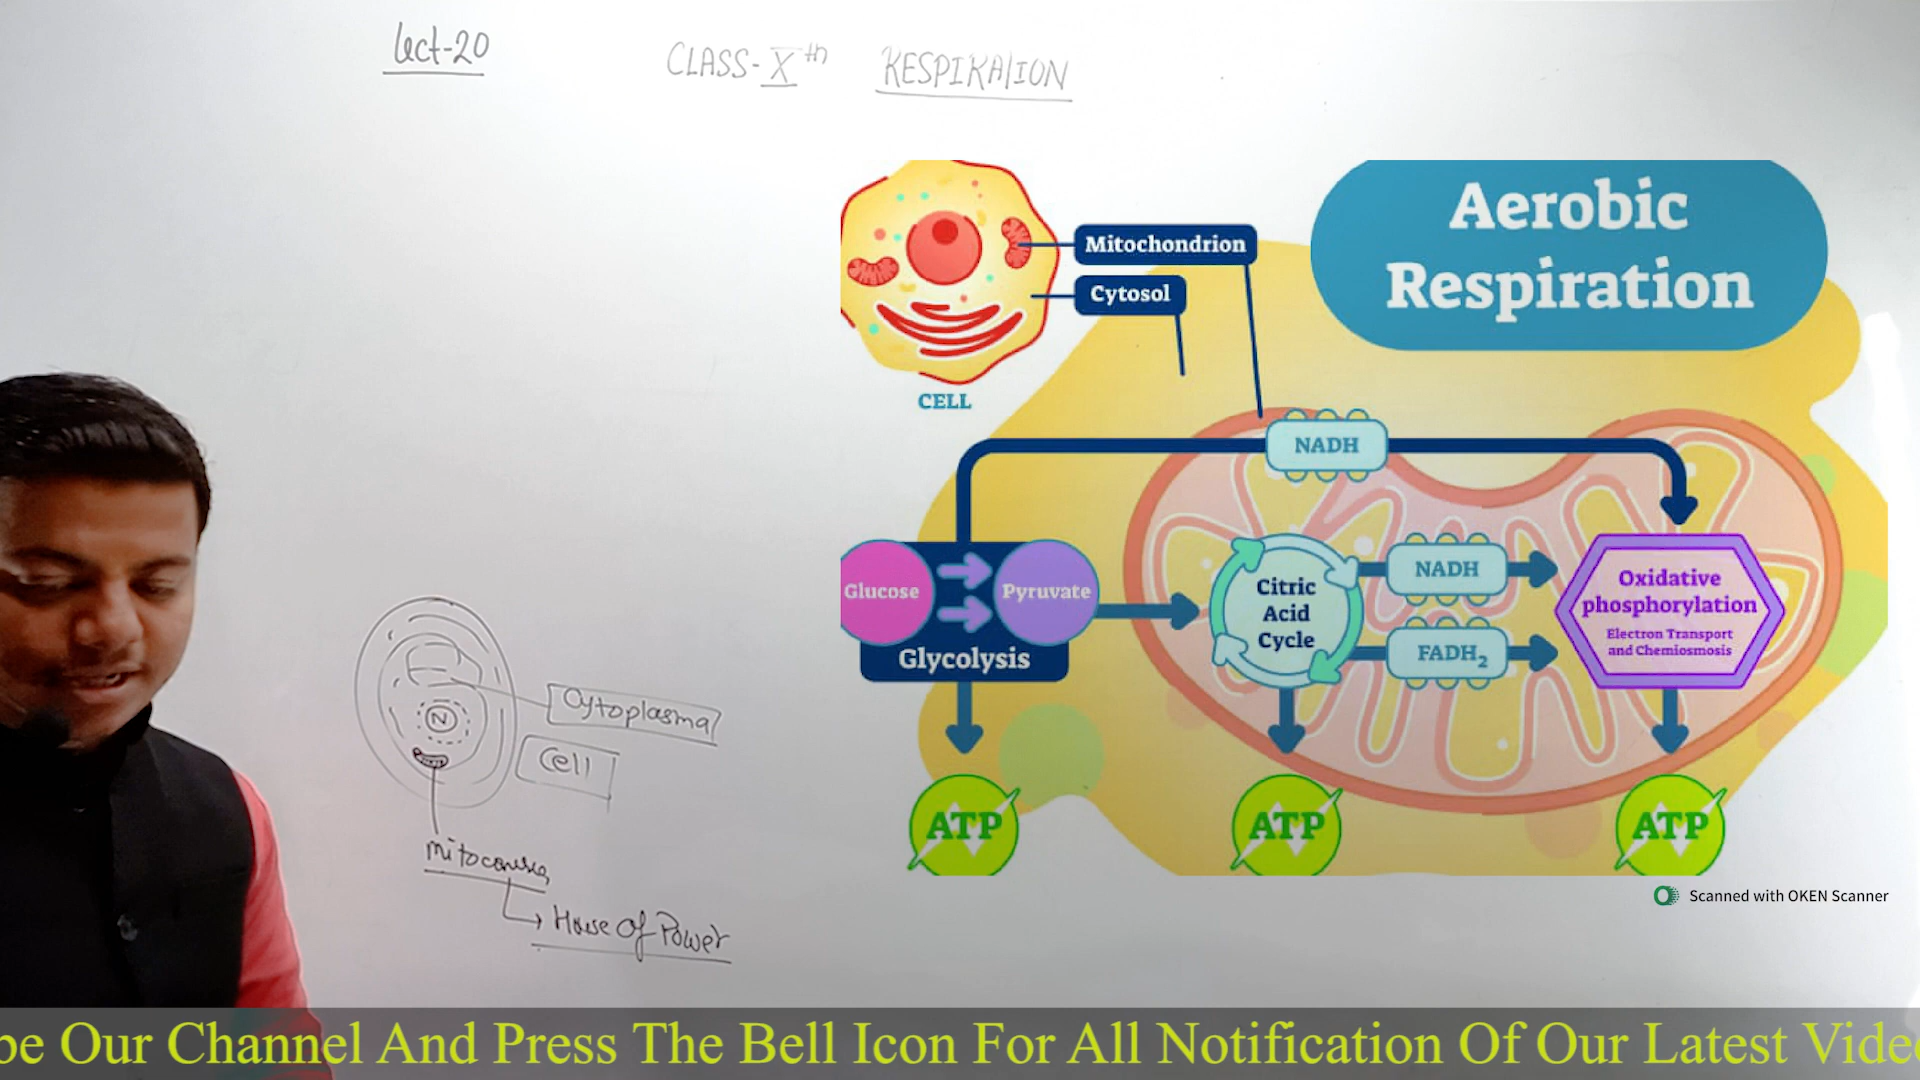 Lect-20
CLASS-Xth RESPIRATION
Aerobic
Respiration
Mitochondrion
Cytosol
CELL
NADH
Glucose
Pyruvate
Glycolysis
Citric
Acid
Cycle
NADH
FADH2
Oxidative
phosphorylation
Electron Transport
and Chemiosmosis
ATP
ATP
ATP
Scanned with OKEN Scanner
N
Cytoplasma
Cell
House Of Power
be Our Channel And Press The Bell Icon For All Notification Of Our Latest Vide